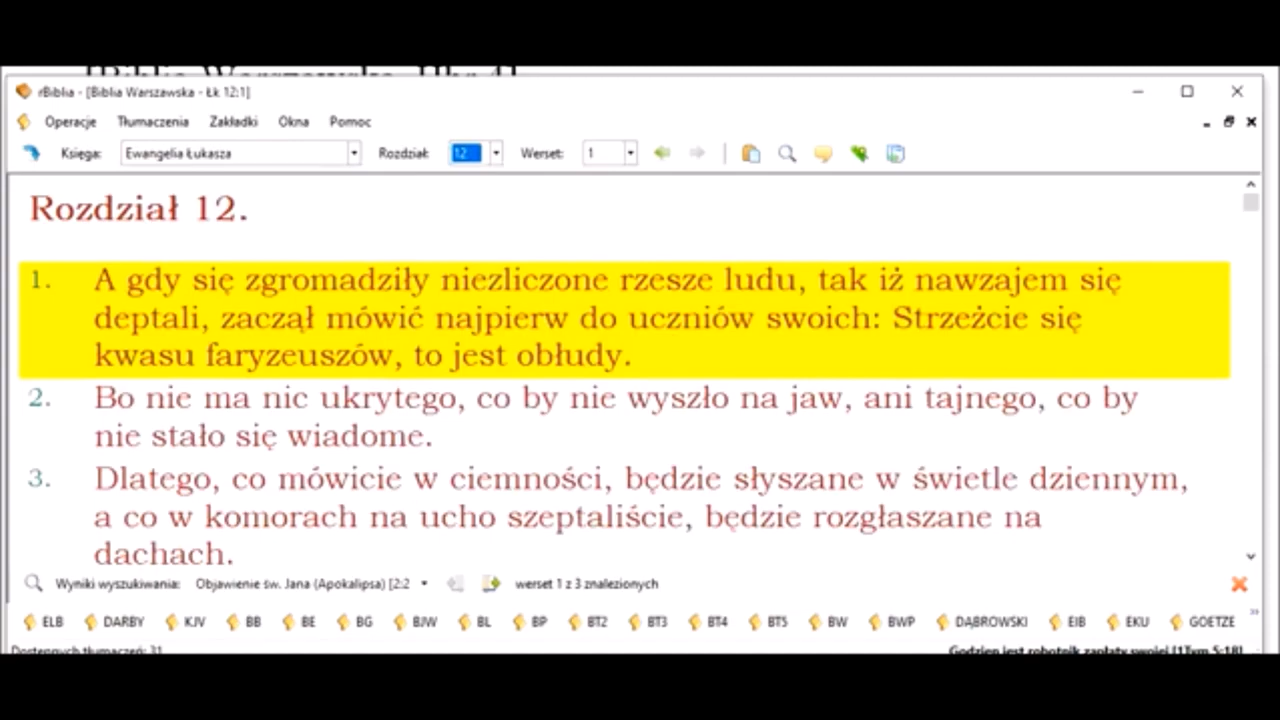 rBiblia - [Biblia Warszawska - Łk 12:1]
Operacje Tłumaczenia Zakładki Okna Pomoc
Księga: Ewangelia Łukasza Rozdział: 12 Werset: 1
Rozdział 12.
1. A gdy się zgromadziły niezliczone rzesze ludu, tak iż nawzajem się
deptali, zaczął mówić najpierw do uczniów swoich: Strzeżcie się
kwasu faryzeuszów, to jest obłudy.
2. Bo nie ma nic ukrytego, co by nie wyszło na jaw, ani tajnego, co by
nie stało się wiadome.
3. Dlatego, co mówicie w ciemności, będzie słyszane w świetle dziennym,
a co w komorach na ucho szeptaliście, będzie rozgłaszane na
dachach.
Wyniki wyszukiwania: Objawienie św. Jana (Apokalipsa) [2:2 werset 1 z 3 znalezionych
ELB DARBY KJV BB BE BG BJW BL BP BT2 BT3 BT4 BT5 BW BWP DĄBROWSKI EIB EKU GOETZE
Dostępnych tłumaczeń: 31 Godzien jest robotnik zapłaty swojej [1Tym 5:18]